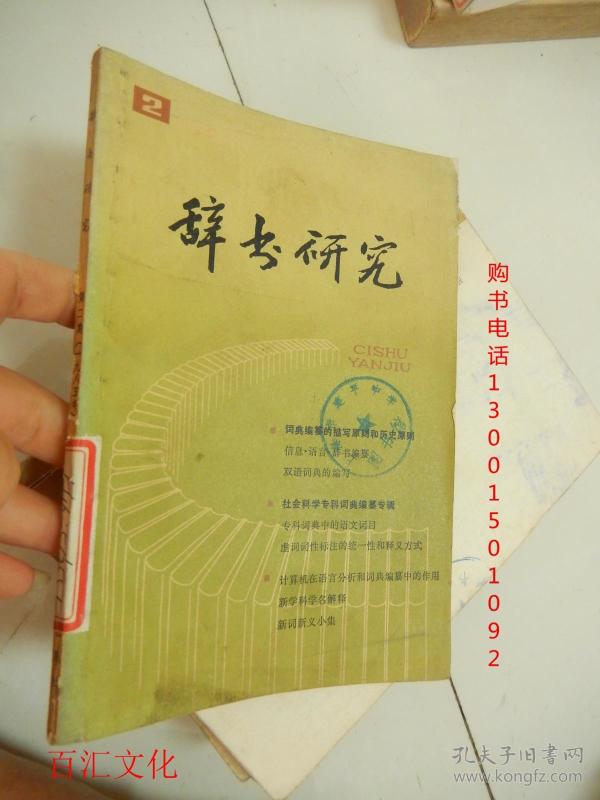 2
辞书研究
CISHU
YANJIU
词典编纂的描写原则和历史原则
信息·语言·辞书编纂
双语词典的编写
社会科学专科词典编纂专辑
专科词典中的语文词目
虚词词性标注的统一性和释义方式
计算机在语言分析和词典编纂中的作用
新学科学名解释
新词新义小集
购书电话13001501092
百汇文化
孔夫子旧书网
www.kongfz.com